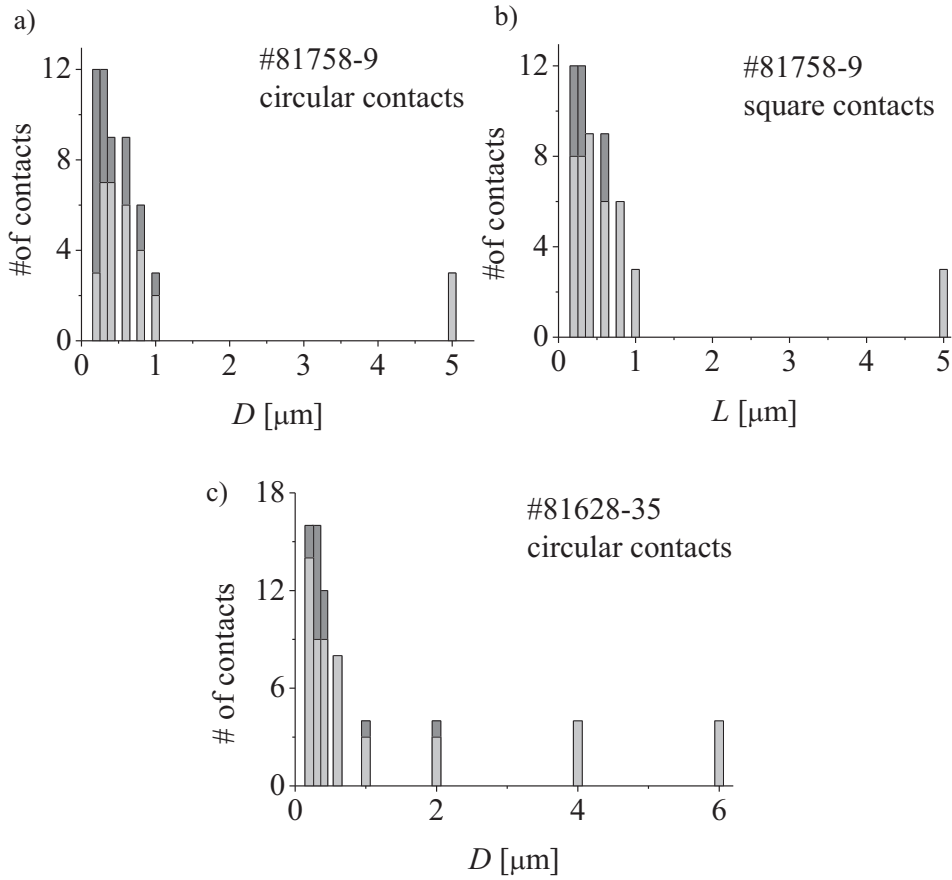 a)
#81758-9
circular contacts
#of contacts
12
8
4
0
0 1 2 3 4 5
D [μm]
b)
#81758-9
square contacts
#of contacts
12
8
4
0
0 1 2 3 4 5
L [μm]
c)
#81628-35
circular contacts
# of contacts
18
12
6
0
0 2 4 6
D [μm]